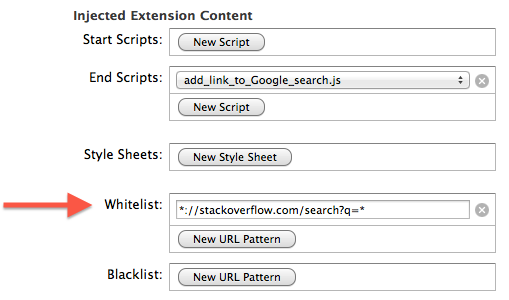 Injected Extension Content
Start Scripts: New Script
End Scripts: add_link_to_Google_search.js
New Script
Style Sheets: New Style Sheet
Whitelist: *://stackoverflow.com/search?q=*
New URL Pattern
Blacklist: New URL Pattern